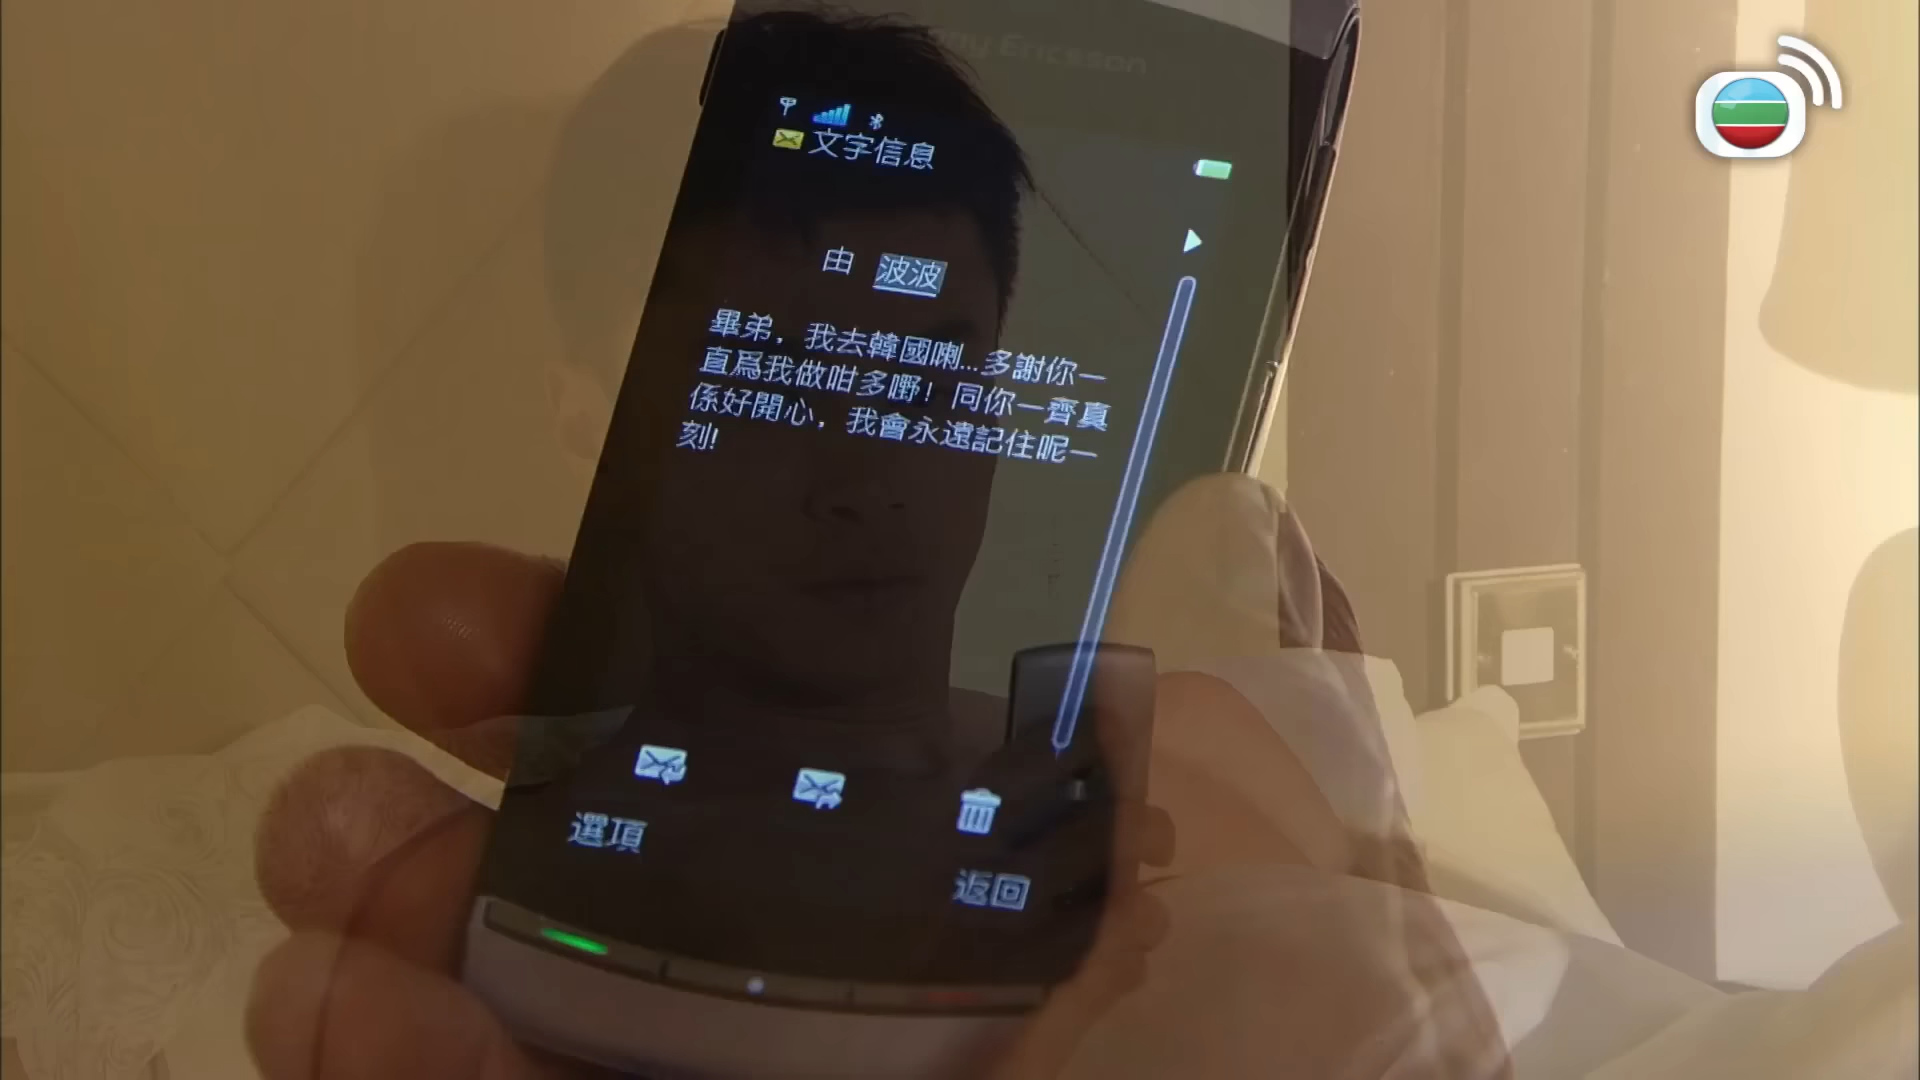 Sony Ericsson
文字信息
由 波波
畢弟，我去韓國喇...多謝你一
直爲我做咁多嘢！同你一齊真
係好開心，我會永遠記住呢一
刻!
選項
返回